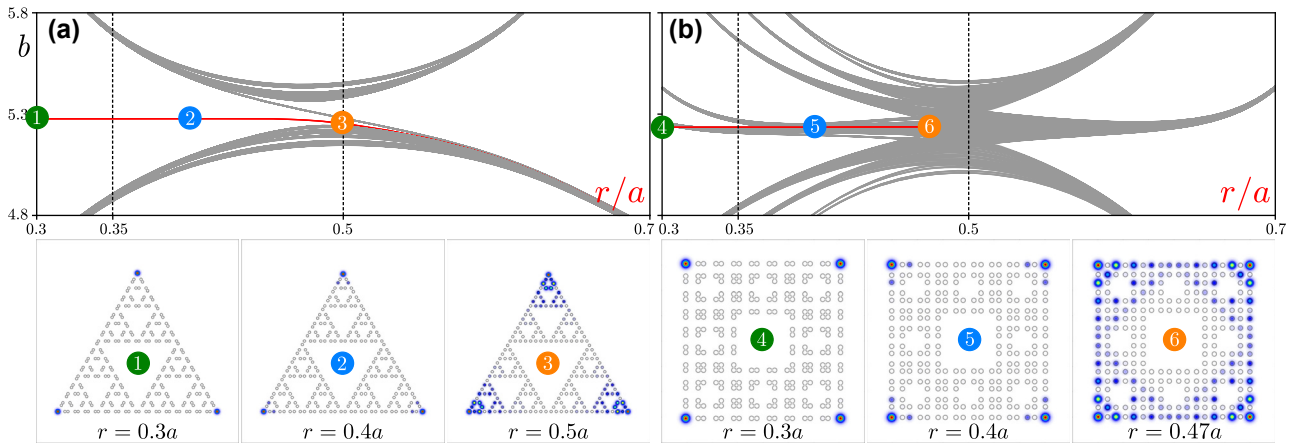 5.8 (a) (b)
b
5.3 1 2 3 4 5 6
r/a r/a
4.8
0.3 0.35 0.5 0.7 0.3 0.35 0.5 0.7
1 2 3 4 5 6
r = 0.3a r = 0.4a r = 0.5a r = 0.3a r = 0.4a r = 0.47a